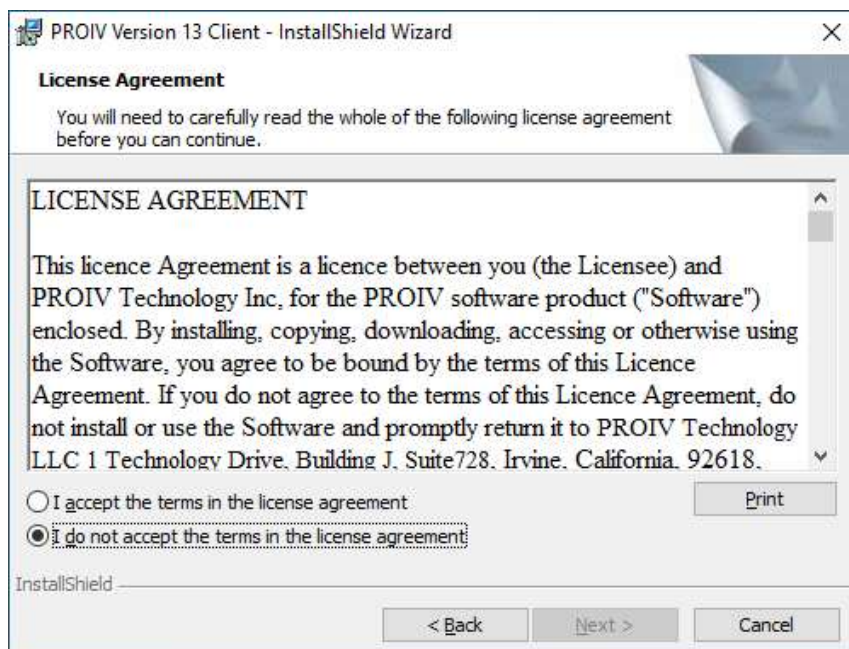 PROIV Version 13 Client - InstallShield Wizard
License Agreement
You will need to carefully read the whole of the following license agreement
before you can continue.
LICENSE AGREEMENT
This licence Agreement is a licence between you (the Licensee) and
PROIV Technology Inc, for the PROIV software product ("Software")
enclosed. By installing, copying, downloading, accessing or otherwise using
the Software, you agree to be bound by the terms of this Licence
Agreement. If you do not agree to the terms of this Licence Agreement, do
not install or use the Software and promptly return it to PROIV Technology
LLC 1 Technology Drive, Building J, Suite728, Irvine, California, 92618,
I accept the terms in the license agreement
Print
I do not accept the terms in the license agreement
InstallShield
< Back
Next >
Cancel